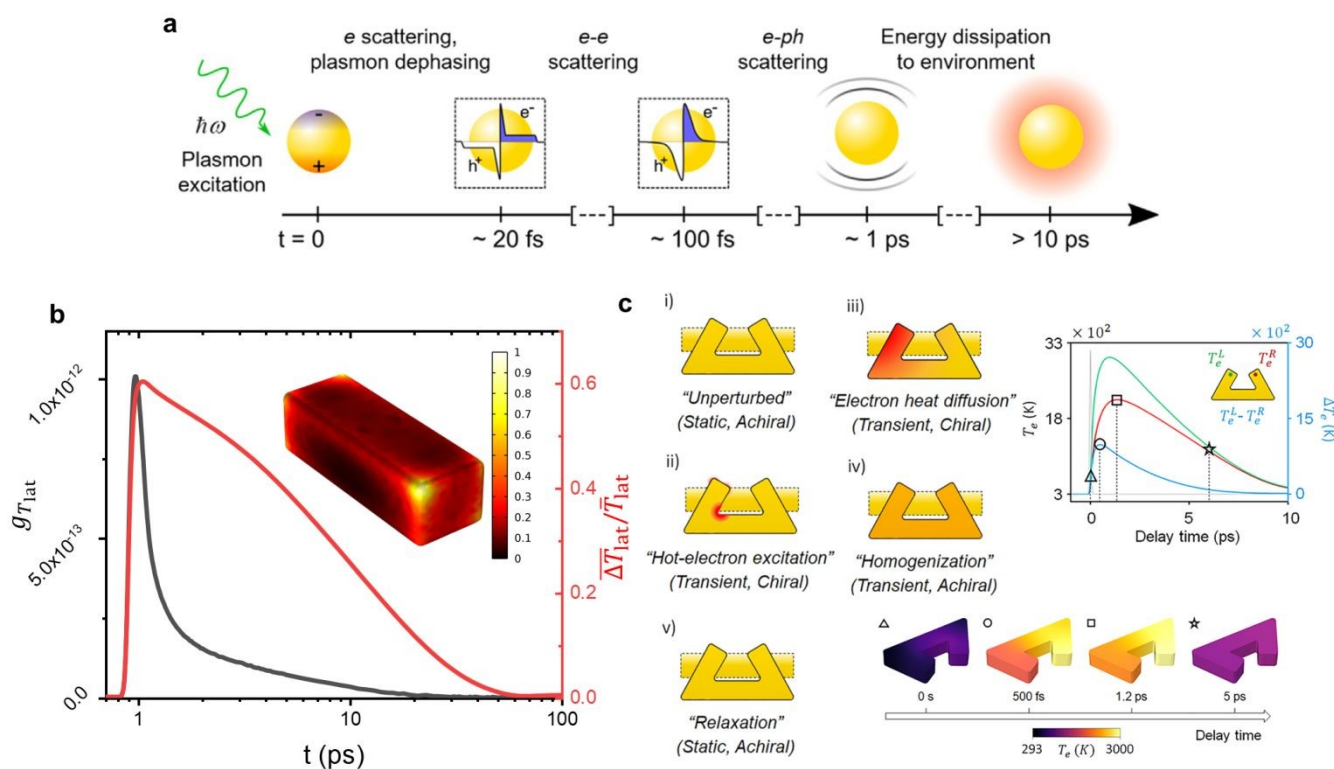 a
e scattering,
plasmon dephasing
e-e
scattering
e-ph
scattering
Energy dissipation
to environment
ħω
Plasmon
excitation
-
+
e⁻
h⁺
e⁻
h⁺
t = 0
~ 20 fs
~ 100 fs
~ 1 ps
> 10 ps
b
1.0x10⁻¹²
5.0x10⁻¹³
0.0
g_{T_lat}
1
0.9
0.8
0.7
0.6
0.5
0.4
0.3
0.2
0.1
0
0.6
0.4
0.2
0.0
ΔT̅_lat/T̅_lat
1
10
100
t (ps)
c
i)
"Unperturbed"
(Static, Achiral)
ii)
"Hot-electron excitation"
(Transient, Chiral)
iii)
"Electron heat diffusion"
(Transient, Chiral)
iv)
"Homogenization"
(Transient, Achiral)
v)
"Relaxation"
(Static, Achiral)
× 10²
× 10²
33
18
3
T_e (K)
30
15
0
ΔT_e (K)
T_e^L
T_e^R
T_e^L - T_e^R
0
5
10
Delay time (ps)
0 s
500 fs
1.2 ps
5 ps
293
T_e (K)
3000
Delay time